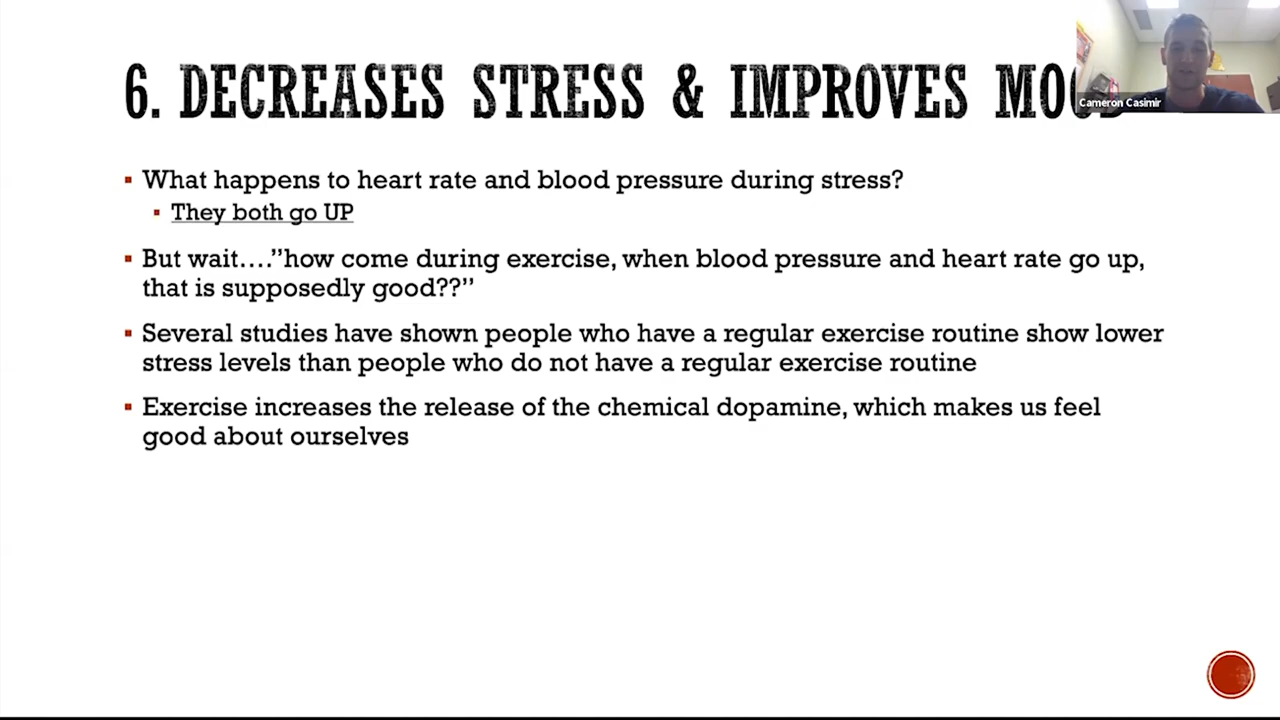 6. DECREASES STRESS & IMPROVES MOOD
Cameron Casimir
▪ What happens to heart rate and blood pressure during stress?
▪ They both go UP
▪ But wait….”how come during exercise, when blood pressure and heart rate go up,
that is supposedly good??”
▪ Several studies have shown people who have a regular exercise routine show lower
stress levels than people who do not have a regular exercise routine
▪ Exercise increases the release of the chemical dopamine, which makes us feel
good about ourselves